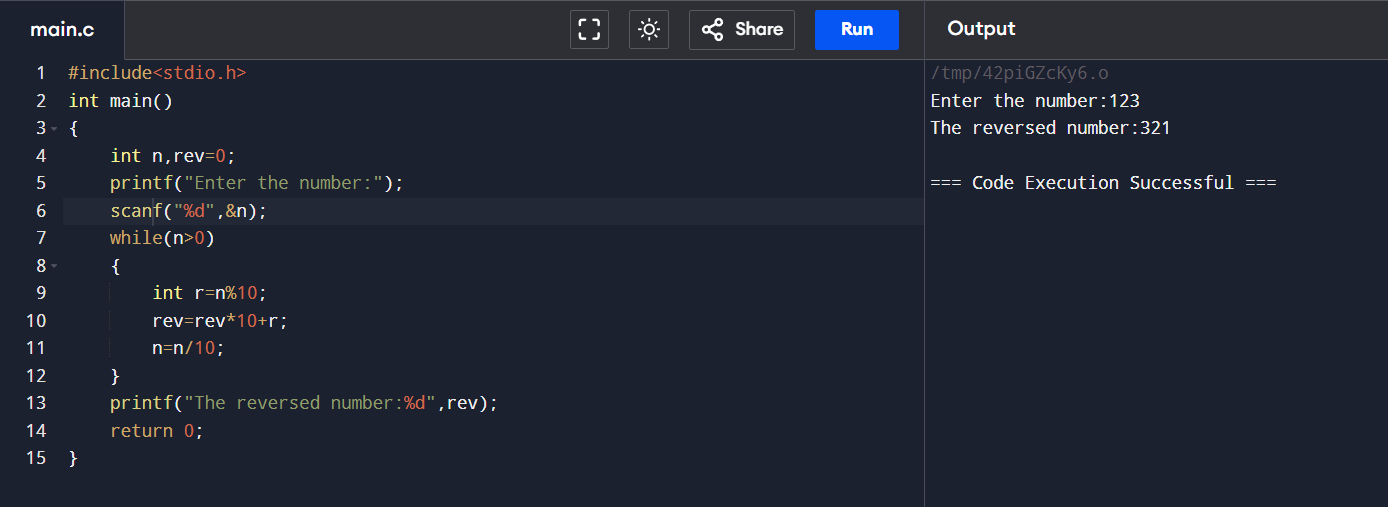 main.c
Share
Run
Output
1 #include<stdio.h>
2 int main()
3 {
4     int n,rev=0;
5     printf("Enter the number:");
6     scanf("%d",&n);
7     while(n>0)
8     {
9         int r=n%10;
10         rev=rev*10+r;
11         n=n/10;
12     }
13     printf("The reversed number:%d",rev);
14     return 0;
15 }
/tmp/42piGZcKy6.o
Enter the number:123
The reversed number:321
=== Code Execution Successful ===